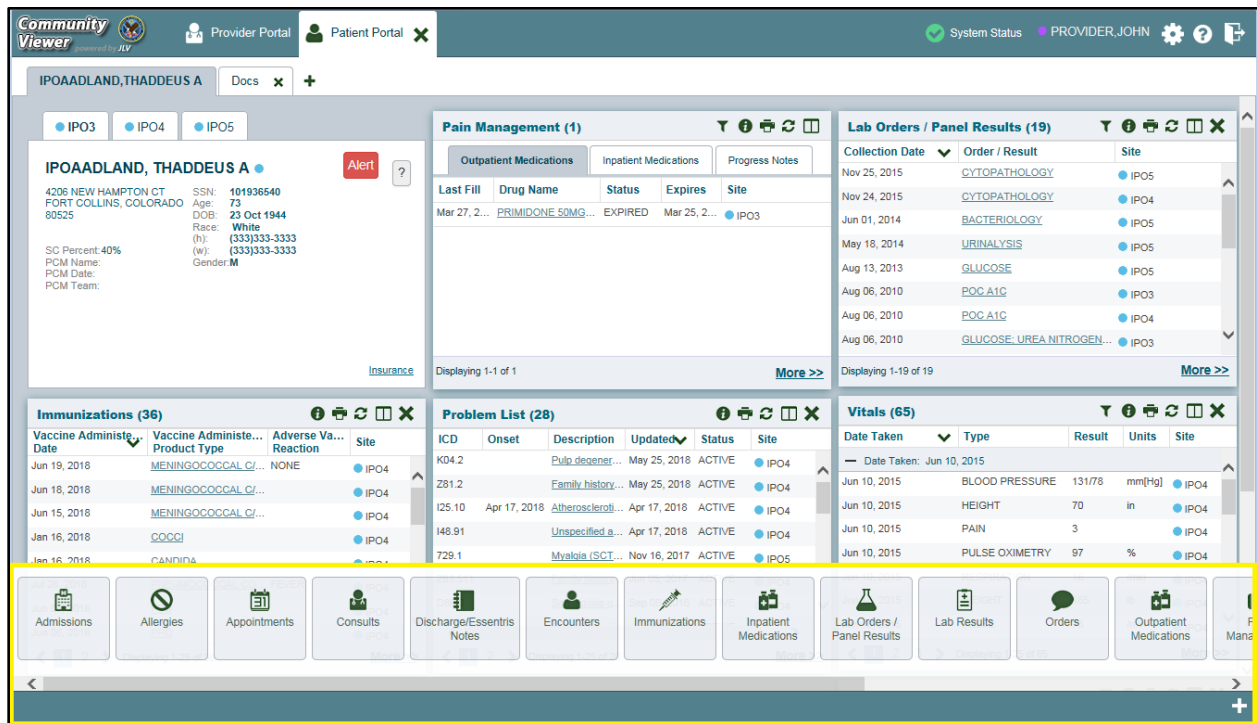 Community
Viewer powered by JLV
Provider Portal
Patient Portal
System Status
PROVIDER,JOHN
IPOAADLAND,THADDEUS A
Docs
IPO3
IPO4
IPO5
IPOAADLAND, THADDEUS A
Alert
?
4206 NEW HAMPTON CT
FORT COLLINS, COLORADO
80525
SSN: 101936540
Age: 73
DOB: 23 Oct 1944
Race: White
(h): (333)333-3333
(w): (333)333-3333
Gender:M
SC Percent:40%
PCM Name:
PCM Date:
PCM Team:
Insurance
Pain Management (1)
Outpatient Medications
Inpatient Medications
Progress Notes
Last Fill Drug Name Status Expires Site
Mar 27, 2... PRIMIDONE 50MG... EXPIRED Mar 25, 2... IPO3
Displaying 1-1 of 1
More >>
Lab Orders / Panel Results (19)
Collection Date Order / Result Site
Nov 25, 2015 CYTOPATHOLOGY IPO5
Nov 24, 2015 CYTOPATHOLOGY IPO4
Jun 01, 2014 BACTERIOLOGY IPO5
May 18, 2014 URINALYSIS IPO5
Aug 13, 2013 GLUCOSE IPO5
Aug 06, 2010 POC A1C IPO3
Aug 06, 2010 POC A1C IPO4
Aug 06, 2010 GLUCOSE; UREA NITROGEN... IPO3
Displaying 1-19 of 19
More >>
Immunizations (36)
Vaccine Administe... Vaccine Administe... Adverse Va... Site
Date Product Type Reaction
Jun 19, 2018 MENINGOCOCCAL C/... NONE IPO4
Jun 18, 2018 MENINGOCOCCAL C/... IPO4
Jun 15, 2018 MENINGOCOCCAL C/... IPO4
Jan 16, 2018 COCCI IPO4
Jan 16, 2018 CANDIDA
Problem List (28)
ICD Onset Description Updated Status Site
K04.2 Pulp degener... May 25, 2018 ACTIVE IPO4
Z81.2 Family history... May 25, 2018 ACTIVE IPO4
I25.10 Apr 17, 2018 Atheroscleroti... Apr 17, 2018 ACTIVE IPO4
I48.91 Unspecified a... Apr 17, 2018 ACTIVE IPO4
729.1 Myalgia (SCT... Nov 16, 2017 ACTIVE IPO5
Vitals (65)
Date Taken Type Result Units Site
Date Taken: Jun 10, 2015
Jun 10, 2015 BLOOD PRESSURE 131/78 mm[Hg] IPO4
Jun 10, 2015 HEIGHT 70 in IPO4
Jun 10, 2015 PAIN 3 IPO4
Jun 10, 2015 PULSE OXIMETRY 97 % IPO4
Admissions
Allergies
Appointments
Consults
Discharge/Essentris
Notes
Encounters
Immunizations
Inpatient
Medications
Lab Orders /
Panel Results
Lab Results
Orders
Outpatient
Medications